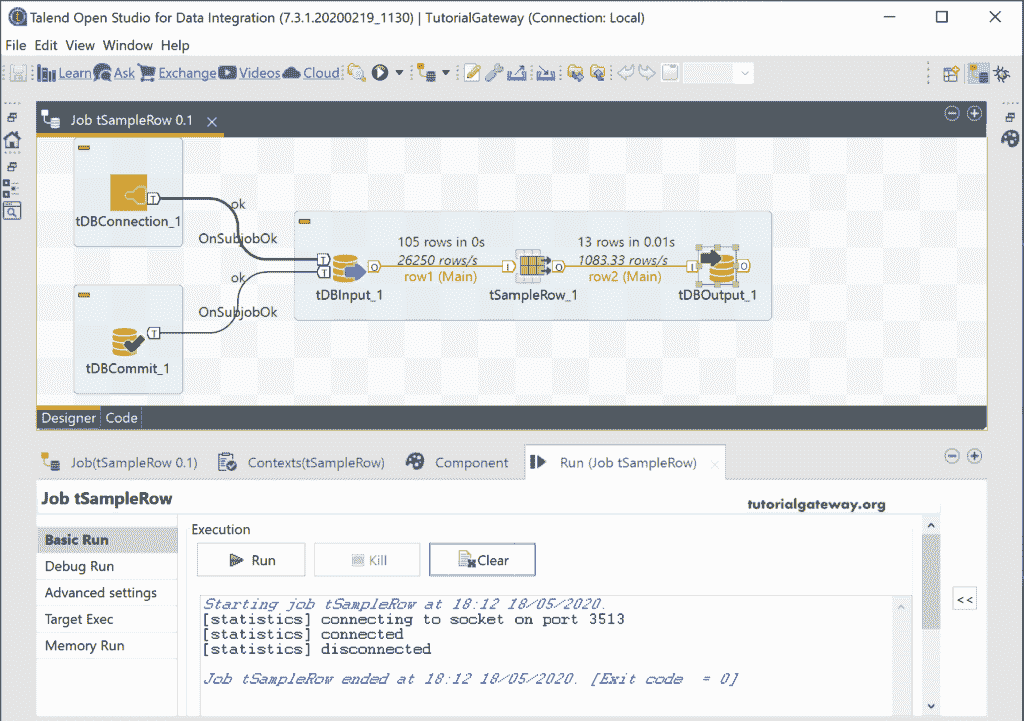 Talend Open Studio for Data Integration (7.3.1.20200219_1130) | TutorialGateway (Connection: Local)
File Edit View Window Help
Learn Ask Exchange Videos Cloud
Job tSampleRow 0.1
tDBConnection_1
ok
OnSubjobOk
ok
OnSubjobOk
tDBCommit_1
T
T
T
T
tDBInput_1
O
105 rows in 0s
26250 rows/s
row1 (Main)
I
tSampleRow_1
O
13 rows in 0.01s
1083.33 rows/s
row2 (Main)
I
tDBOutput_1
O
Designer Code
Job(tSampleRow 0.1) Contexts(tSampleRow) Component Run (Job tSampleRow)
Job tSampleRow
tutorialgateway.org
Basic Run
Debug Run
Advanced settings
Target Exec
Memory Run
Execution
Run Kill Clear
Starting job tSampleRow at 18:12 18/05/2020.
[statistics] connecting to socket on port 3513
[statistics] connected
[statistics] disconnected
Job tSampleRow ended at 18:12 18/05/2020. [Exit code  = 0]
<<